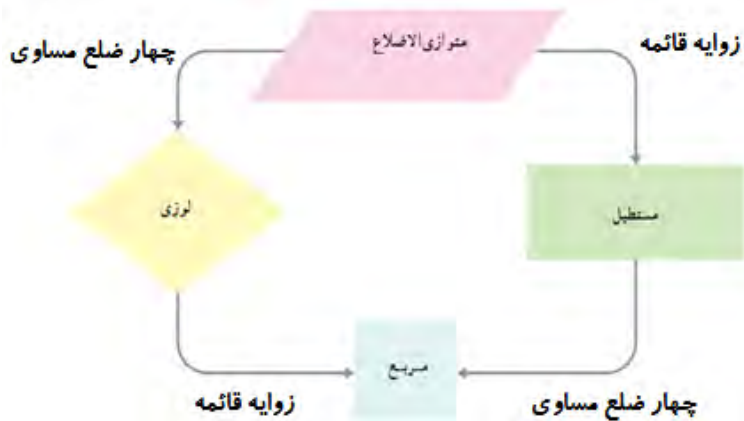 متوازی‌الاضلاع
زوایه قائمه
چهار ضلع مساوی
لوزی
مستطیل
مربع
زوایه قائمه
چهار ضلع مساوی